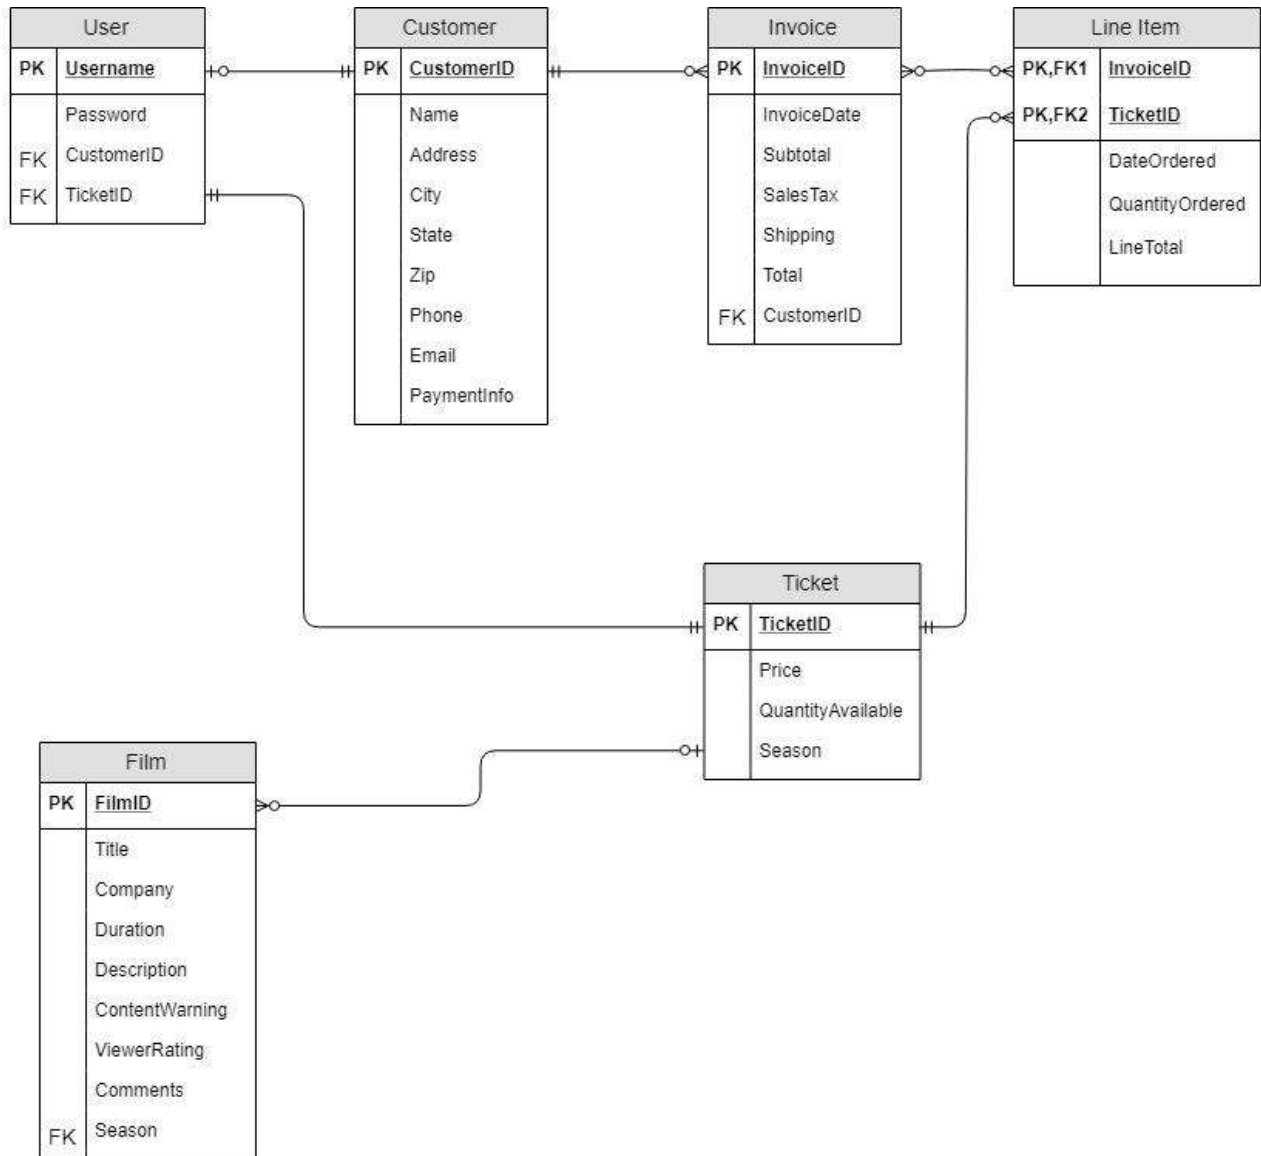 User
PK Username
Password
FK CustomerID
FK TicketID
Customer
PK CustomerID
Name
Address
City
State
Zip
Phone
Email
PaymentInfo
Invoice
PK InvoiceID
InvoiceDate
Subtotal
SalesTax
Shipping
Total
FK CustomerID
Line Item
PK,FK1 InvoiceID
PK,FK2 TicketID
DateOrdered
QuantityOrdered
LineTotal
Ticket
PK TicketID
Price
QuantityAvailable
Season
Film
PK FilmID
Title
Company
Duration
Description
ContentWarning
ViewerRating
Comments
FK Season